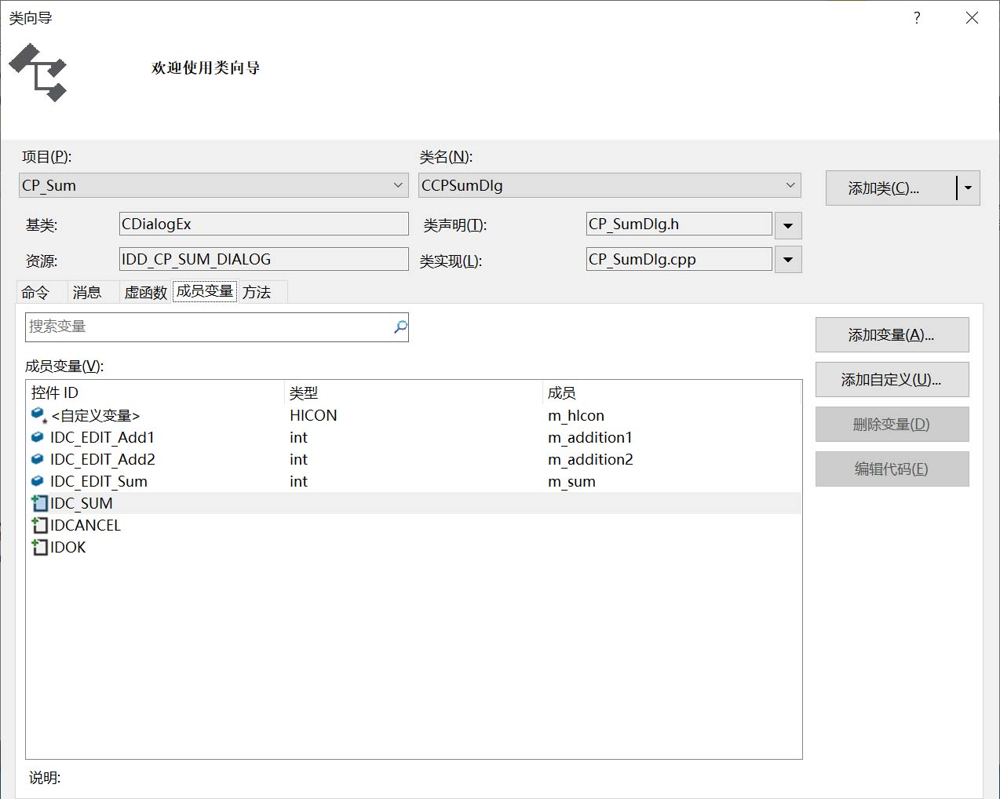 类向导
?
欢迎使用类向导
项目(P):
类名(N):
CP_Sum
CCPSumDlg
添加类(C)...
基类:
CDialogEx
类声明(T):
CP_SumDlg.h
资源:
IDD_CP_SUM_DIALOG
类实现(L):
CP_SumDlg.cpp
命令 消息 虚函数 成员变量 方法
搜索变量
添加变量(A)...
成员变量(V):
添加自定义(U)...
控件 ID 类型 成员
<自定义变量> HICON m_hIcon
删除变量(D)
IDC_EDIT_Add1 int m_addition1
IDC_EDIT_Add2 int m_addition2
编辑代码(E)
IDC_EDIT_Sum int m_sum
IDC_SUM
IDCANCEL
IDOK
说明: